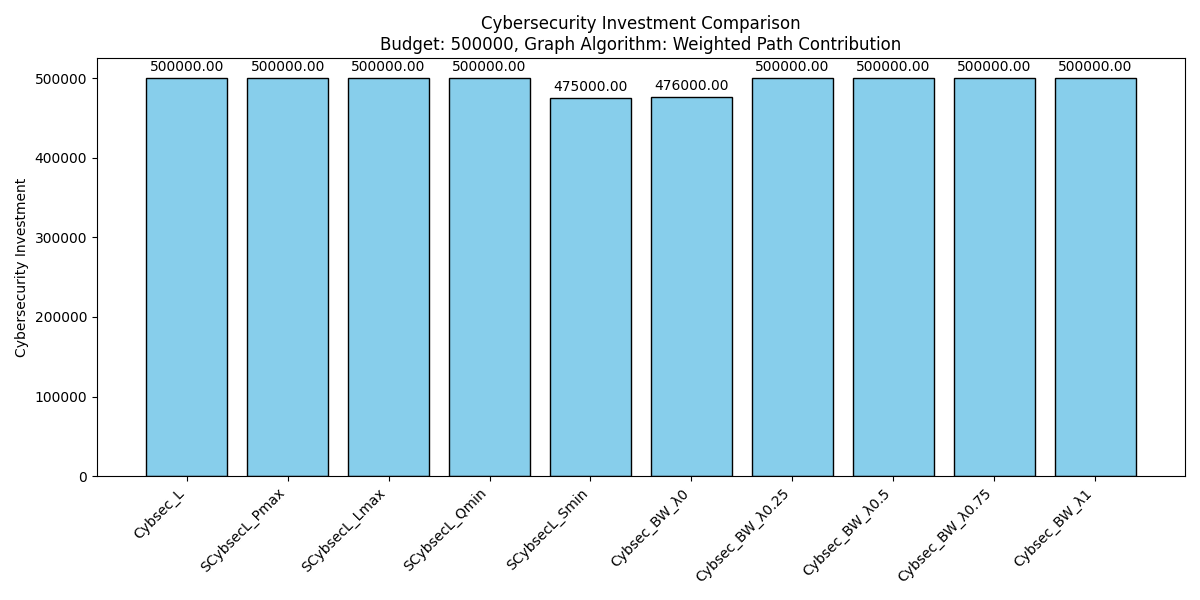 Cybersecurity Investment Comparison
Budget: 500000, Graph Algorithm: Weighted Path Contribution
500000.00 500000.00 500000.00 500000.00 475000.00 476000.00 500000.00 500000.00 500000.00 500000.00
500000
400000
300000
200000
100000
0
Cybersecurity Investment
Cybsec_L
SCybsecL_Pmax
SCybsecL_Lmax
SCybsecL_Qmin
SCybsecL_Smin
Cybsec_BW_λ0
Cybsec_BW_λ0.25
Cybsec_BW_λ0.5
Cybsec_BW_λ0.75
Cybsec_BW_λ1